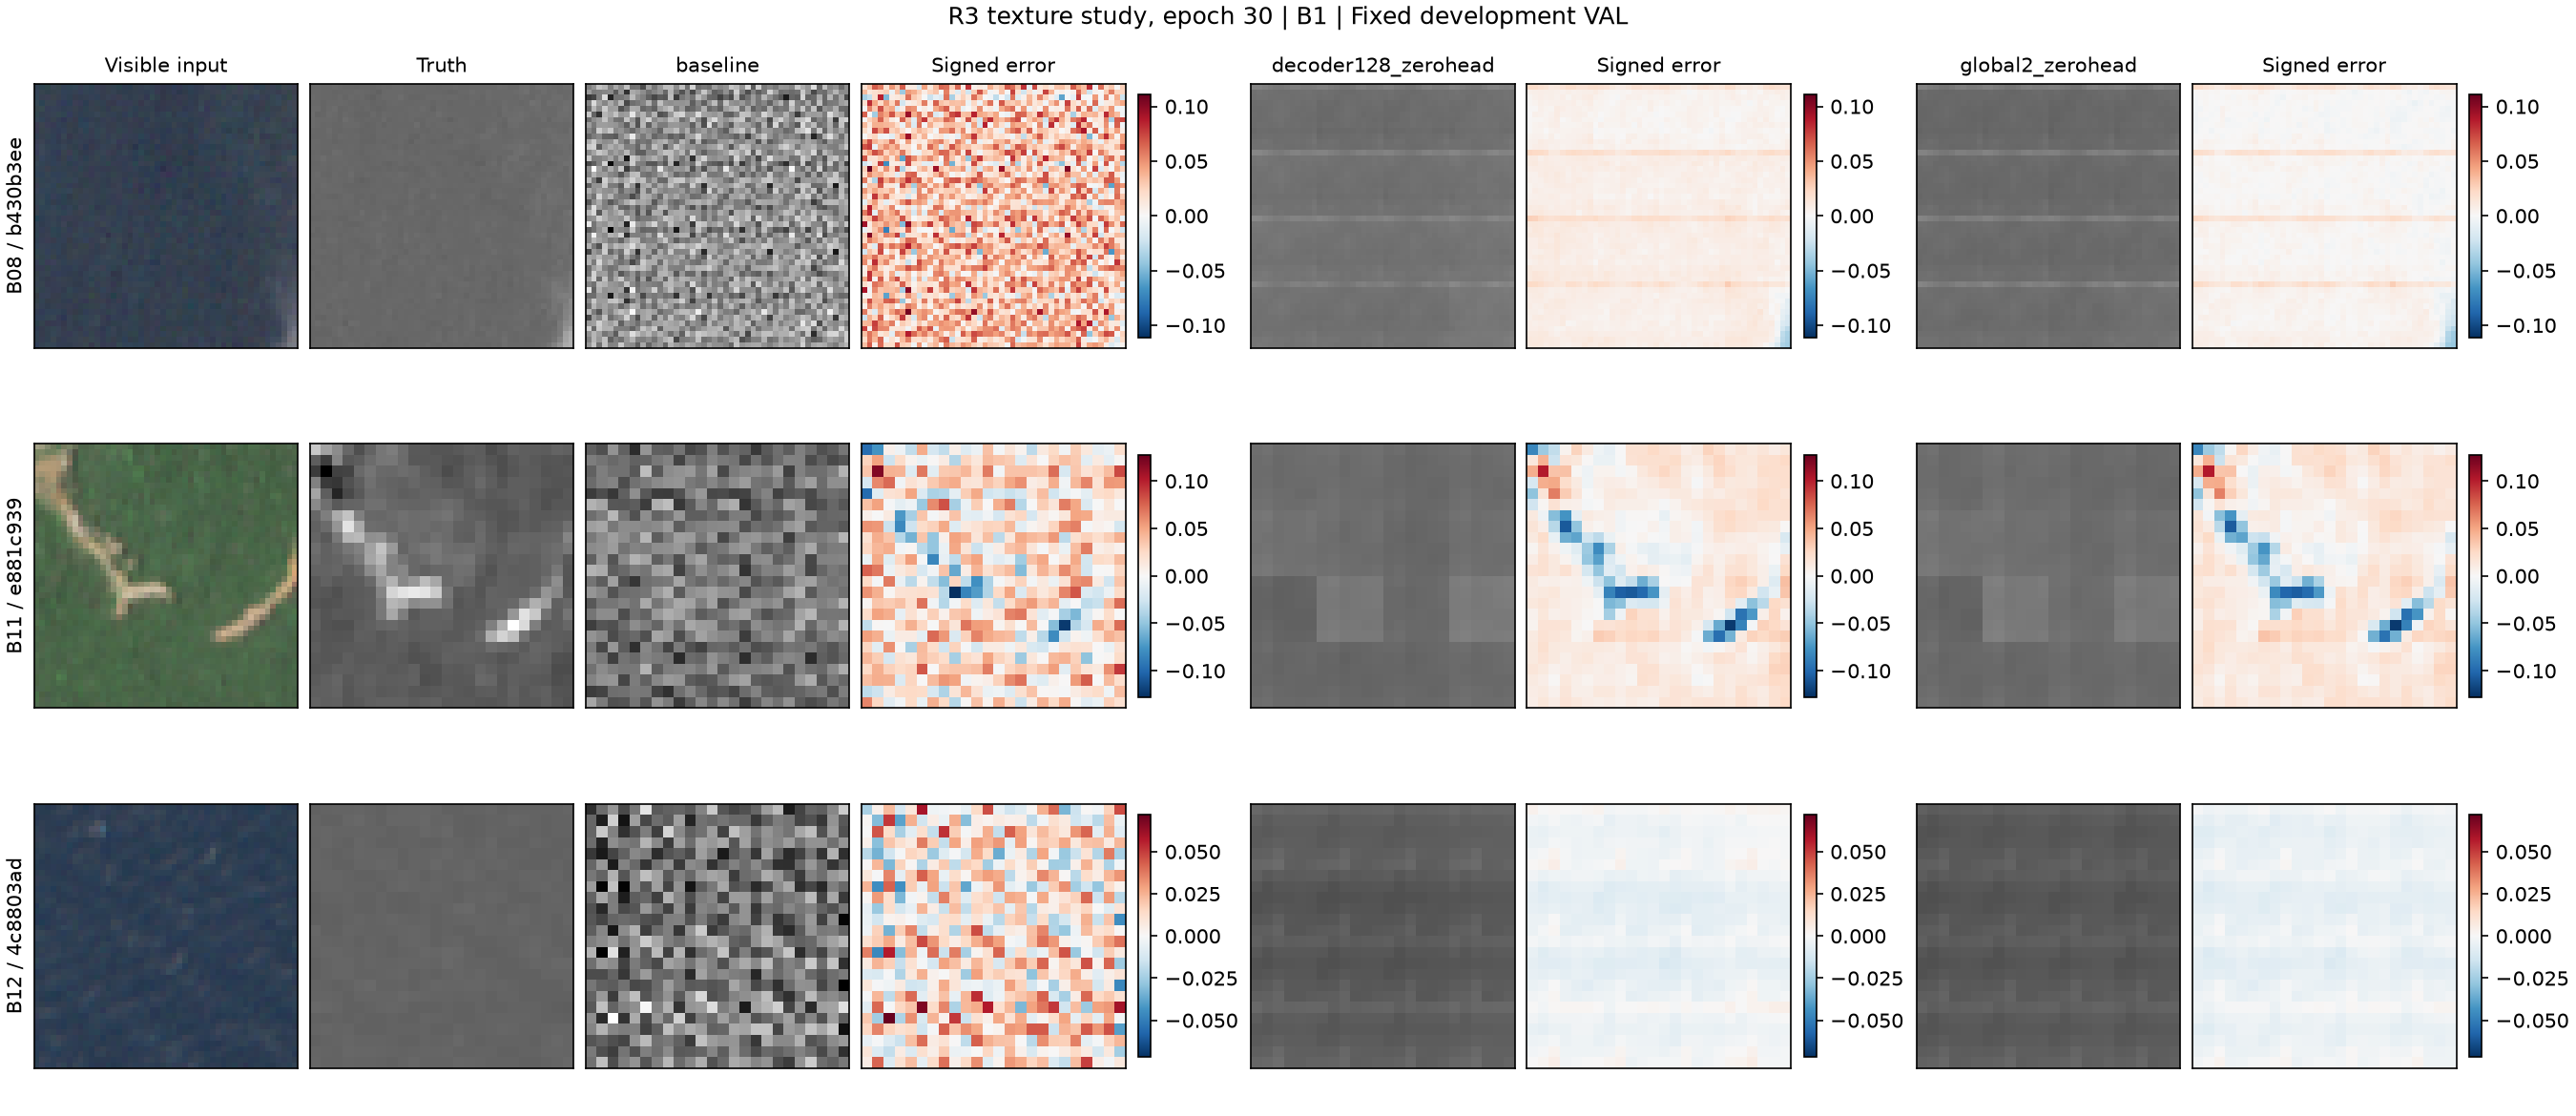 R3 texture study, epoch 30 | B1 | Fixed development VAL
Visible input Truth baseline Signed error decoder128_zerohead Signed error global2_zerohead Signed error
B08 / b430b3ee
0.10 0.10 0.10
0.05 0.05 0.05
0.00 0.00 0.00
−0.05 −0.05 −0.05
−0.10 −0.10 −0.10
B11 / e881c939
0.10 0.10 0.10
0.05 0.05 0.05
0.00 0.00 0.00
−0.05 −0.05 −0.05
−0.10 −0.10 −0.10
B12 / 4c8803ad
0.050 0.050 0.050
0.025 0.025 0.025
0.000 0.000 0.000
−0.025 −0.025 −0.025
−0.050 −0.050 −0.050